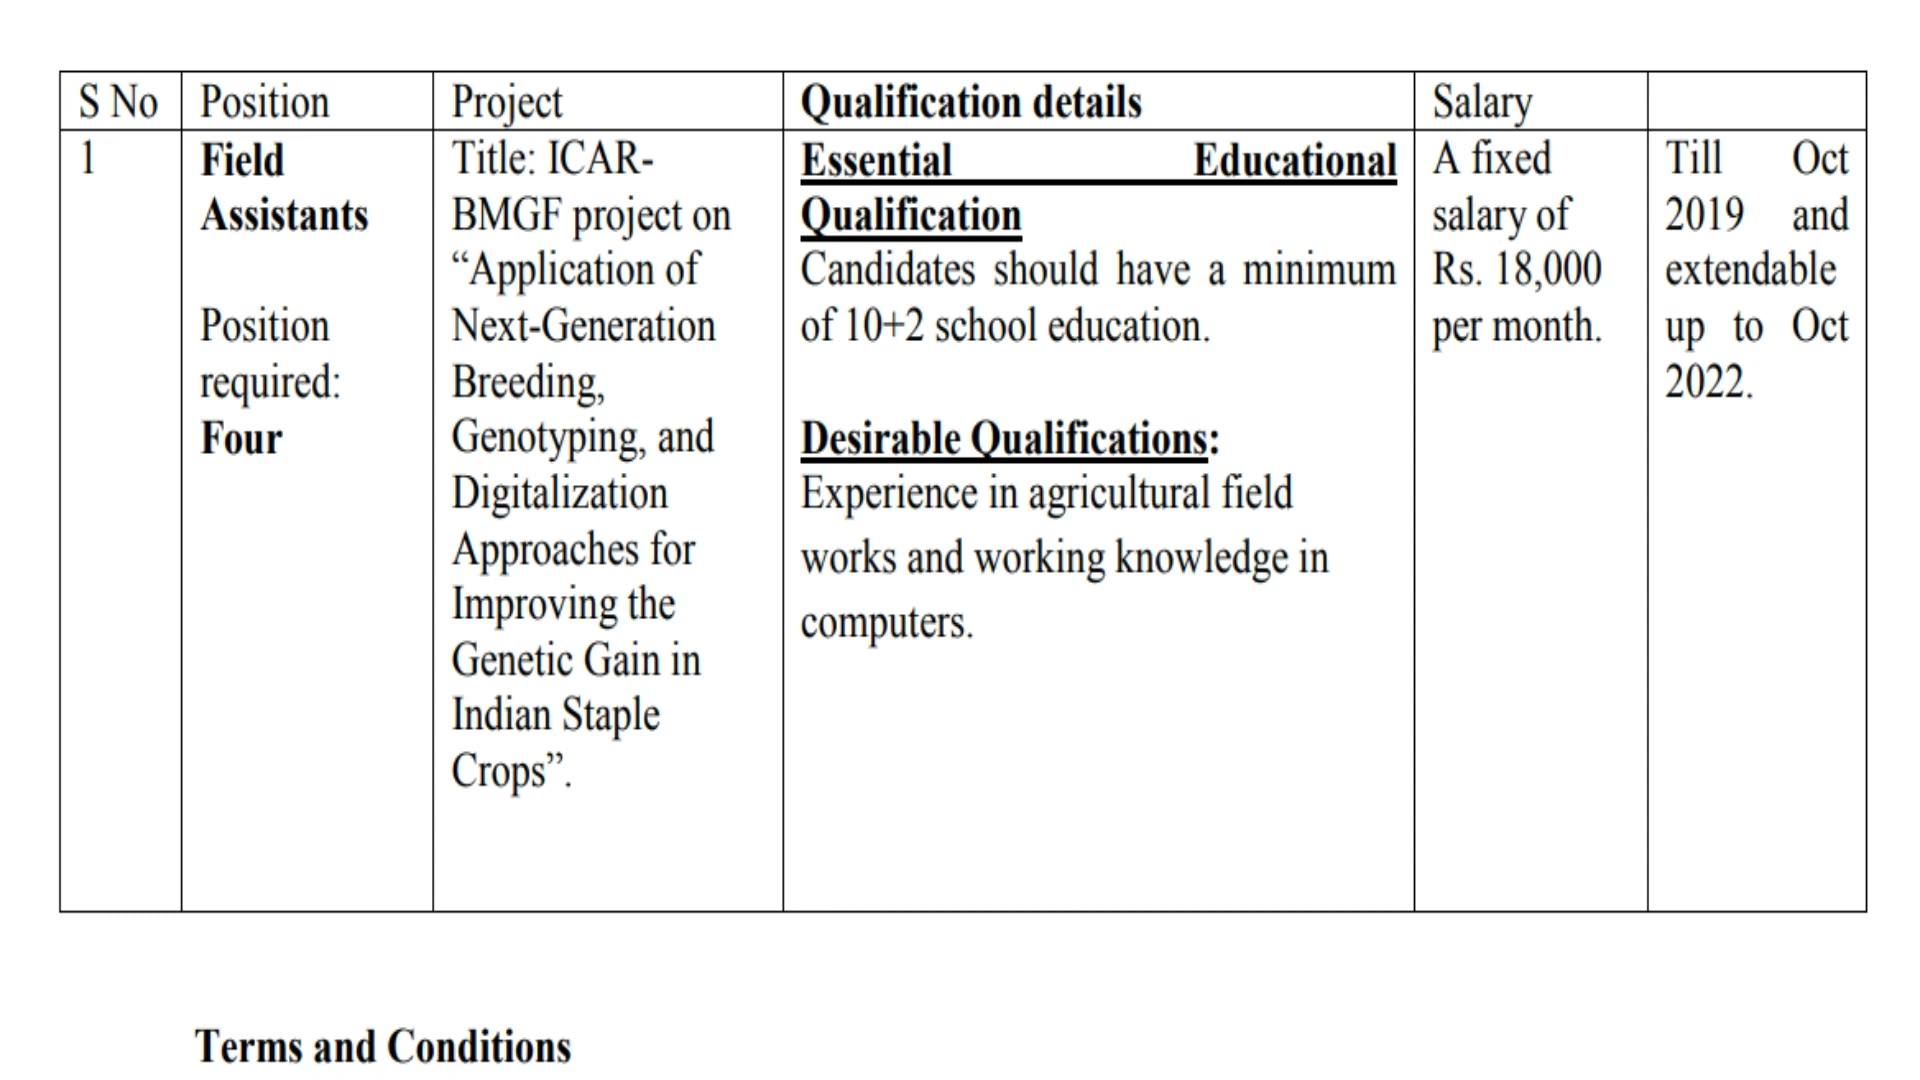 S No
Position
Project
Qualification details
Salary
1
Field
Assistants
Position
required:
Four
Title: ICAR-
BMGF project on
“Application of
Next-Generation
Breeding,
Genotyping, and
Digitalization
Approaches for
Improving the
Genetic Gain in
Indian Staple
Crops”.
Essential Educational
Qualification
Candidates should have a minimum
of 10+2 school education.
Desirable Qualifications:
Experience in agricultural field
works and working knowledge in
computers.
A fixed
salary of
Rs. 18,000
per month.
Till Oct
2019 and
extendable
up to Oct
2022.
Terms and Conditions